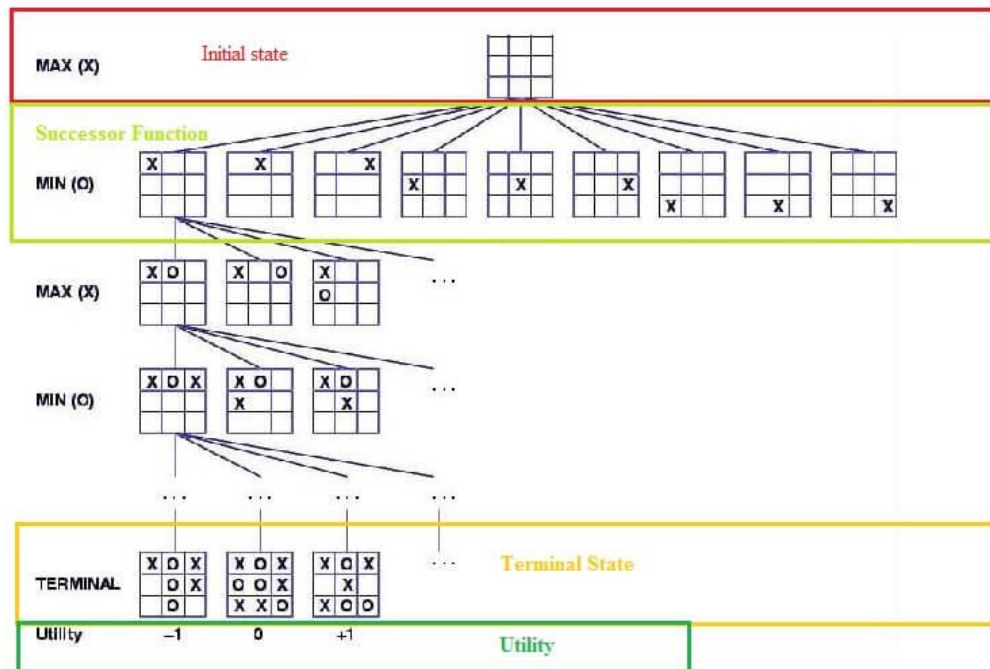 Initial state
MAX (X)
Successor Function
X X X
MIN (O) X X X
X X X
X O X O X
MAX (X) O
...
X O X X O X O
MIN (O) X X
...
... ... ... ...
...
X O X X O X X O X
TERMINAL O X O O X X
O X X O X O O
Terminal State
Utility -1 0 +1
Utility